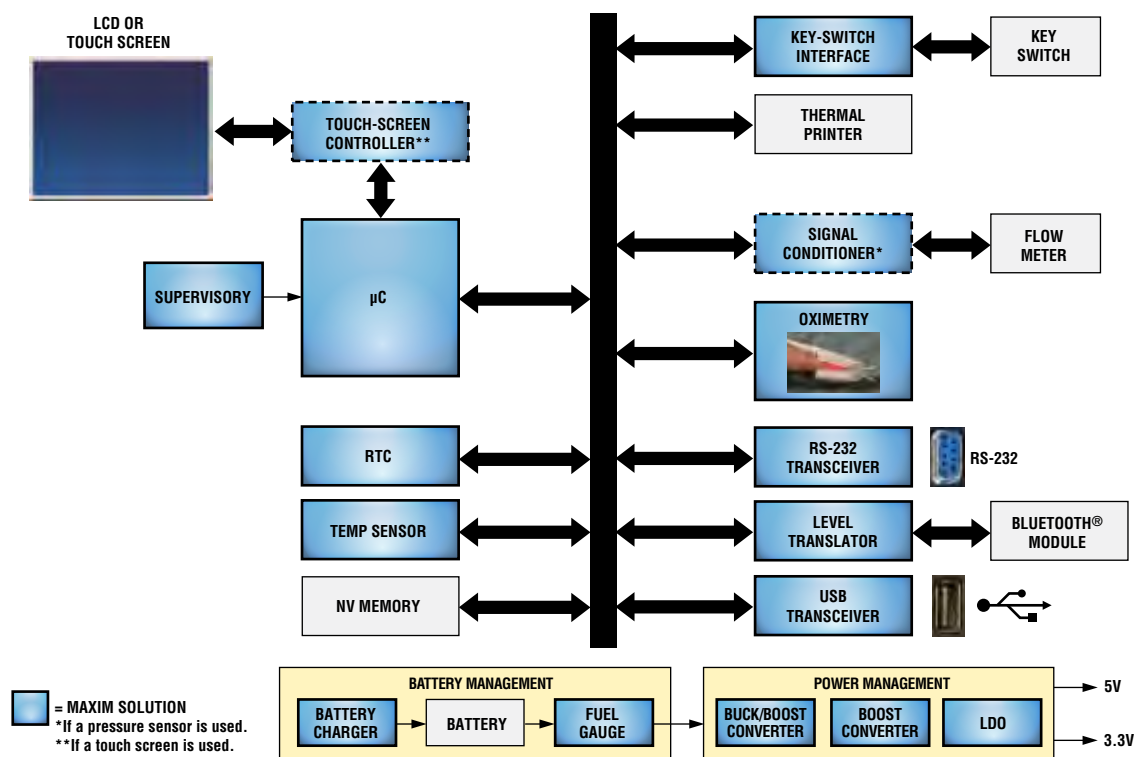 LCD OR
TOUCH SCREEN
TOUCH-SCREEN
CONTROLLER**
SUPERVISORY
µC
RTC
TEMP SENSOR
NV MEMORY
KEY-SWITCH
INTERFACE
KEY
SWITCH
THERMAL
PRINTER
SIGNAL
CONDITIONER*
FLOW
METER
OXIMETRY
RS-232
TRANSCEIVER
RS-232
LEVEL
TRANSLATOR
BLUETOOTH®
MODULE
USB
TRANSCEIVER
BATTERY MANAGEMENT
BATTERY
CHARGER
BATTERY
FUEL
GAUGE
POWER MANAGEMENT
BUCK/BOOST
CONVERTER
BOOST
CONVERTER
LDO
5V
3.3V
= MAXIM SOLUTION
*If a pressure sensor is used.
**If a touch screen is used.